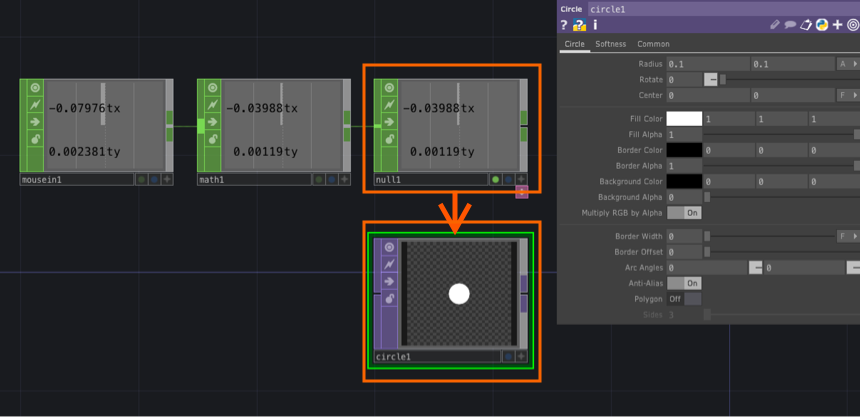 Circle circle1
? ? i
Circle Softness Common
Radius 0.1 0.1 A
Rotate 0
Center 0 0 F
Fill Color 1 1 1
Fill Alpha 1
Border Color 0 0 0
Border Alpha 1
Background Color 0 0 0
Background Alpha 0
Multiply RGB by Alpha On
Border Width 0 F
Border Offset 0
Arc Angles 0 0
Anti-Alias On
Polygon Off
Sides 3
-0.07976tx
0.002381ty
mousein1
-0.03988tx
0.00119ty
math1
-0.03988tx
0.00119ty
null1
circle1